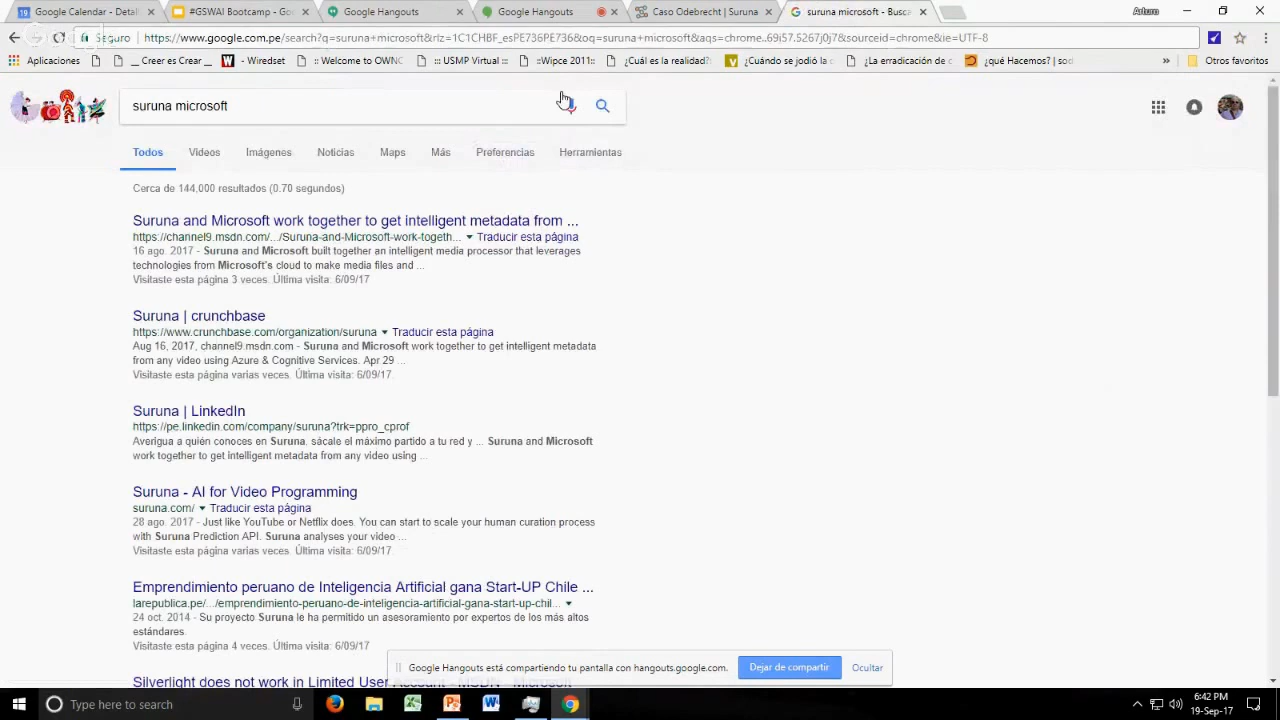 Google Calendar - Detall
#GSWAI Bootcamp - Goo
Google Hangouts
Google Hangouts
Caso Odebrecht | Suruna
suruna microsoft - Busca
Arturo
Seguro
https://www.google.com.pe/search?q=suruna+microsoft&rlz=1C1CHBF_esPE736PE736&oq=suruna+microsoft&aqs=chrome..69i57.5267j0j7&sourceid=chrome&ie=UTF-8
Aplicaciones
__ Creer es Crear __
- Wiredset
:: Welcome to OWNC
::: USMP Virtual :::
::Wipce 2011::
¿Cuál es la realidad?
¿Cuándo se jodió la c
¿La erradicación de c
¿qué Hacemos? | sod
»
Otros favoritos
suruna microsoft
Todos
Vídeos
Imágenes
Noticias
Maps
Más
Preferencias
Herramientas
Cerca de 144,000 resultados (0.70 segundos)
Suruna and Microsoft work together to get intelligent metadata from ...
https://channel9.msdn.com/.../Suruna-and-Microsoft-work-togeth... Traducir esta página
16 ago. 2017 - Suruna and Microsoft built together an intelligent media processor that leverages
technologies from Microsoft's cloud to make media files and ...
Visitaste esta página 3 veces. Última visita: 6/09/17
Suruna | crunchbase
https://www.crunchbase.com/organization/suruna Traducir esta página
Aug 16, 2017, channel9.msdn.com - Suruna and Microsoft work together to get intelligent metadata
from any video using Azure & Cognitive Services. Apr 29 ...
Visitaste esta página varias veces. Última visita: 6/09/17.
Suruna | LinkedIn
https://pe.linkedin.com/company/suruna?trk=ppro_cprof
Averigua a quién conoces en Suruna, sácale el máximo partido a tu red y ... Suruna and Microsoft
work together to get intelligent metadata from any video using ...
Suruna - AI for Video Programming
suruna.com/ Traducir esta página
28 ago. 2017 - Just like YouTube or Netflix does. You can start to scale your human curation process
with Suruna Prediction API. Suruna analyses your video ...
Visitaste esta página varias veces. Última visita: 6/09/17.
Emprendimiento peruano de Inteligencia Artificial gana Start-UP Chile ...
larepublica.pe/.../emprendimiento-peruano-de-inteligencia-artificial-gana-start-up-chil...
24 oct. 2014 - Su proyecto Suruna le ha permitido un asesoramiento por expertos de los más altos
estándares.
Visitaste esta página 4 veces. Última visita: 6/09/17
Google Hangouts está compartiendo tu pantalla con hangouts.google.com.
Dejar de compartir
Ocultar
Silverlight does not work in Limited User Account - MSDN - Microsoft
Type here to search
6:42 PM
19-Sep-17